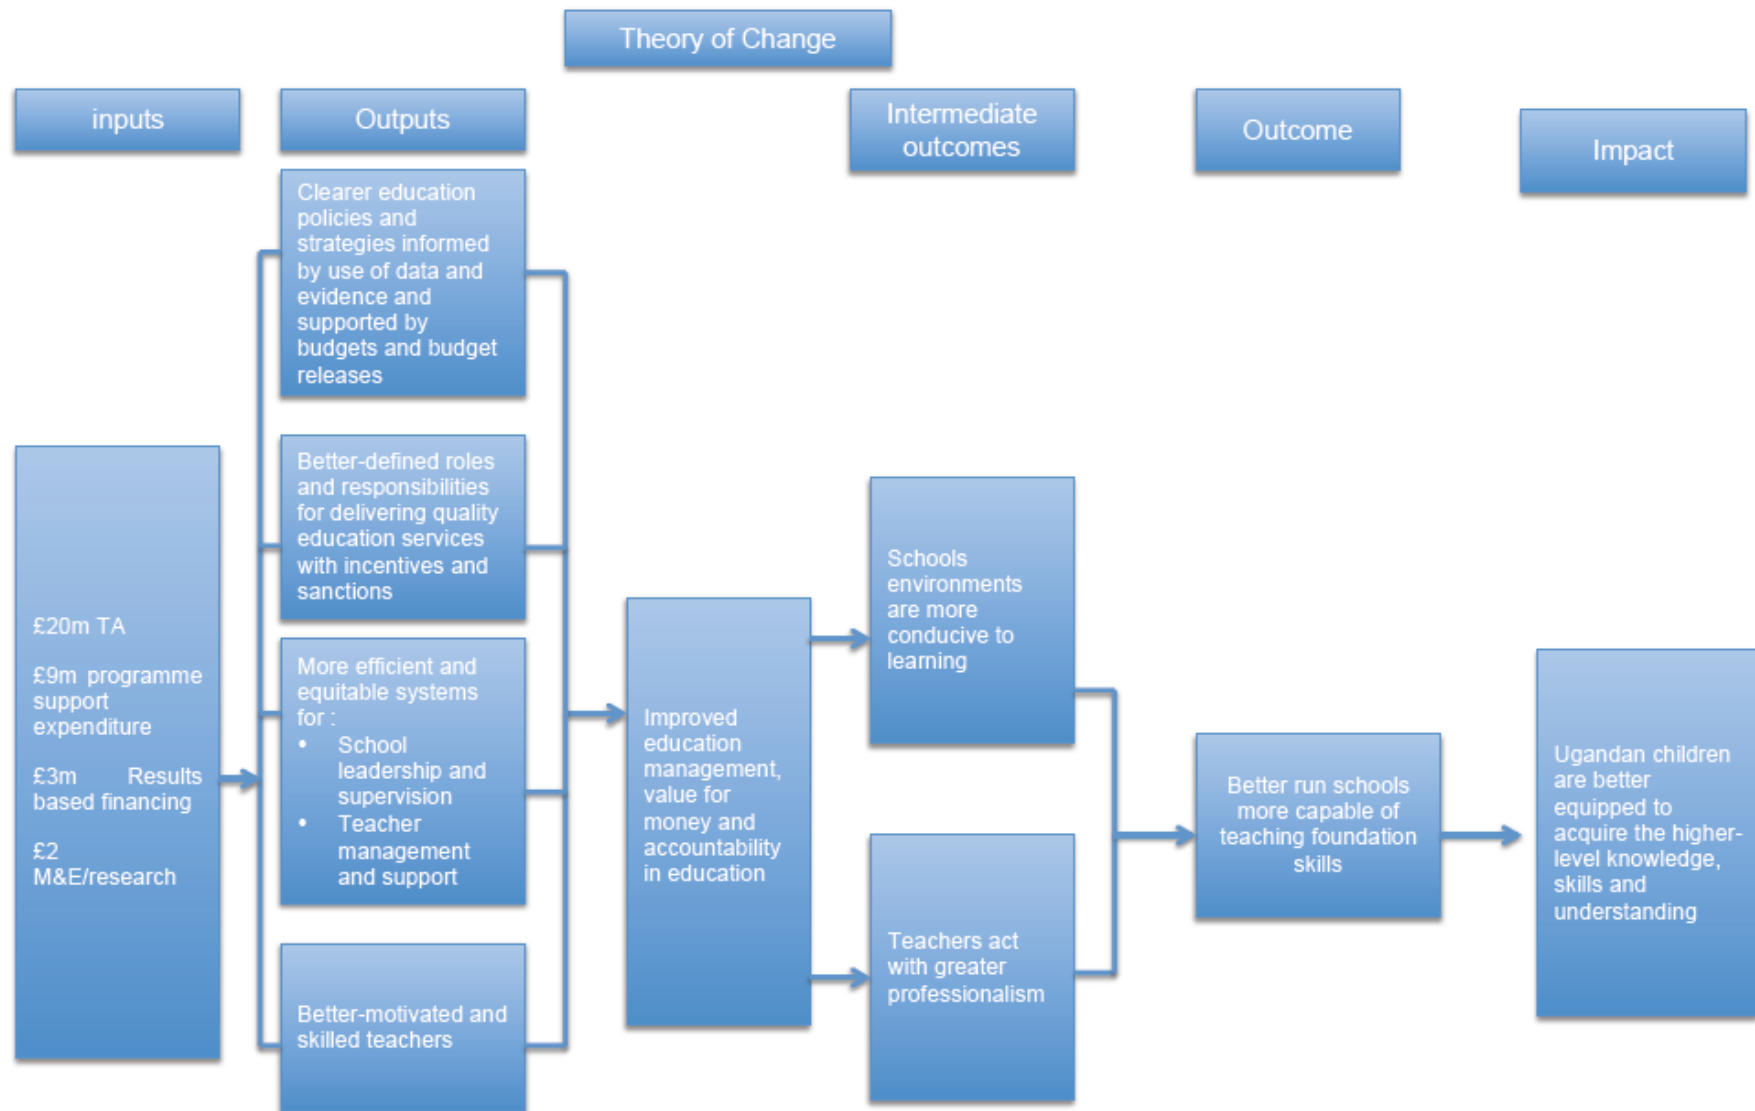 Theory of Change
inputs
Outputs
Intermediate
outcomes
Outcome
Impact
£20m TA
£9m programme
support
expenditure
£3m Results
based financing
£2
M&E/research
Clearer education
policies and
strategies informed
by use of data and
evidence and
supported by
budgets and budget
releases
Better-defined roles
and responsibilities
for delivering quality
education services
with incentives and
sanctions
More efficient and
equitable systems
for :
• School
leadership and
supervision
• Teacher
management
and support
Better-motivated and
skilled teachers
Improved
education
management,
value for
money and
accountability
in education
Schools
environments
are more
conducive to
learning
Teachers act
with greater
professionalism
Better run schools
more capable of
teaching foundation
skills
Ugandan children
are better
equipped to
acquire the higher-
level knowledge,
skills and
understanding